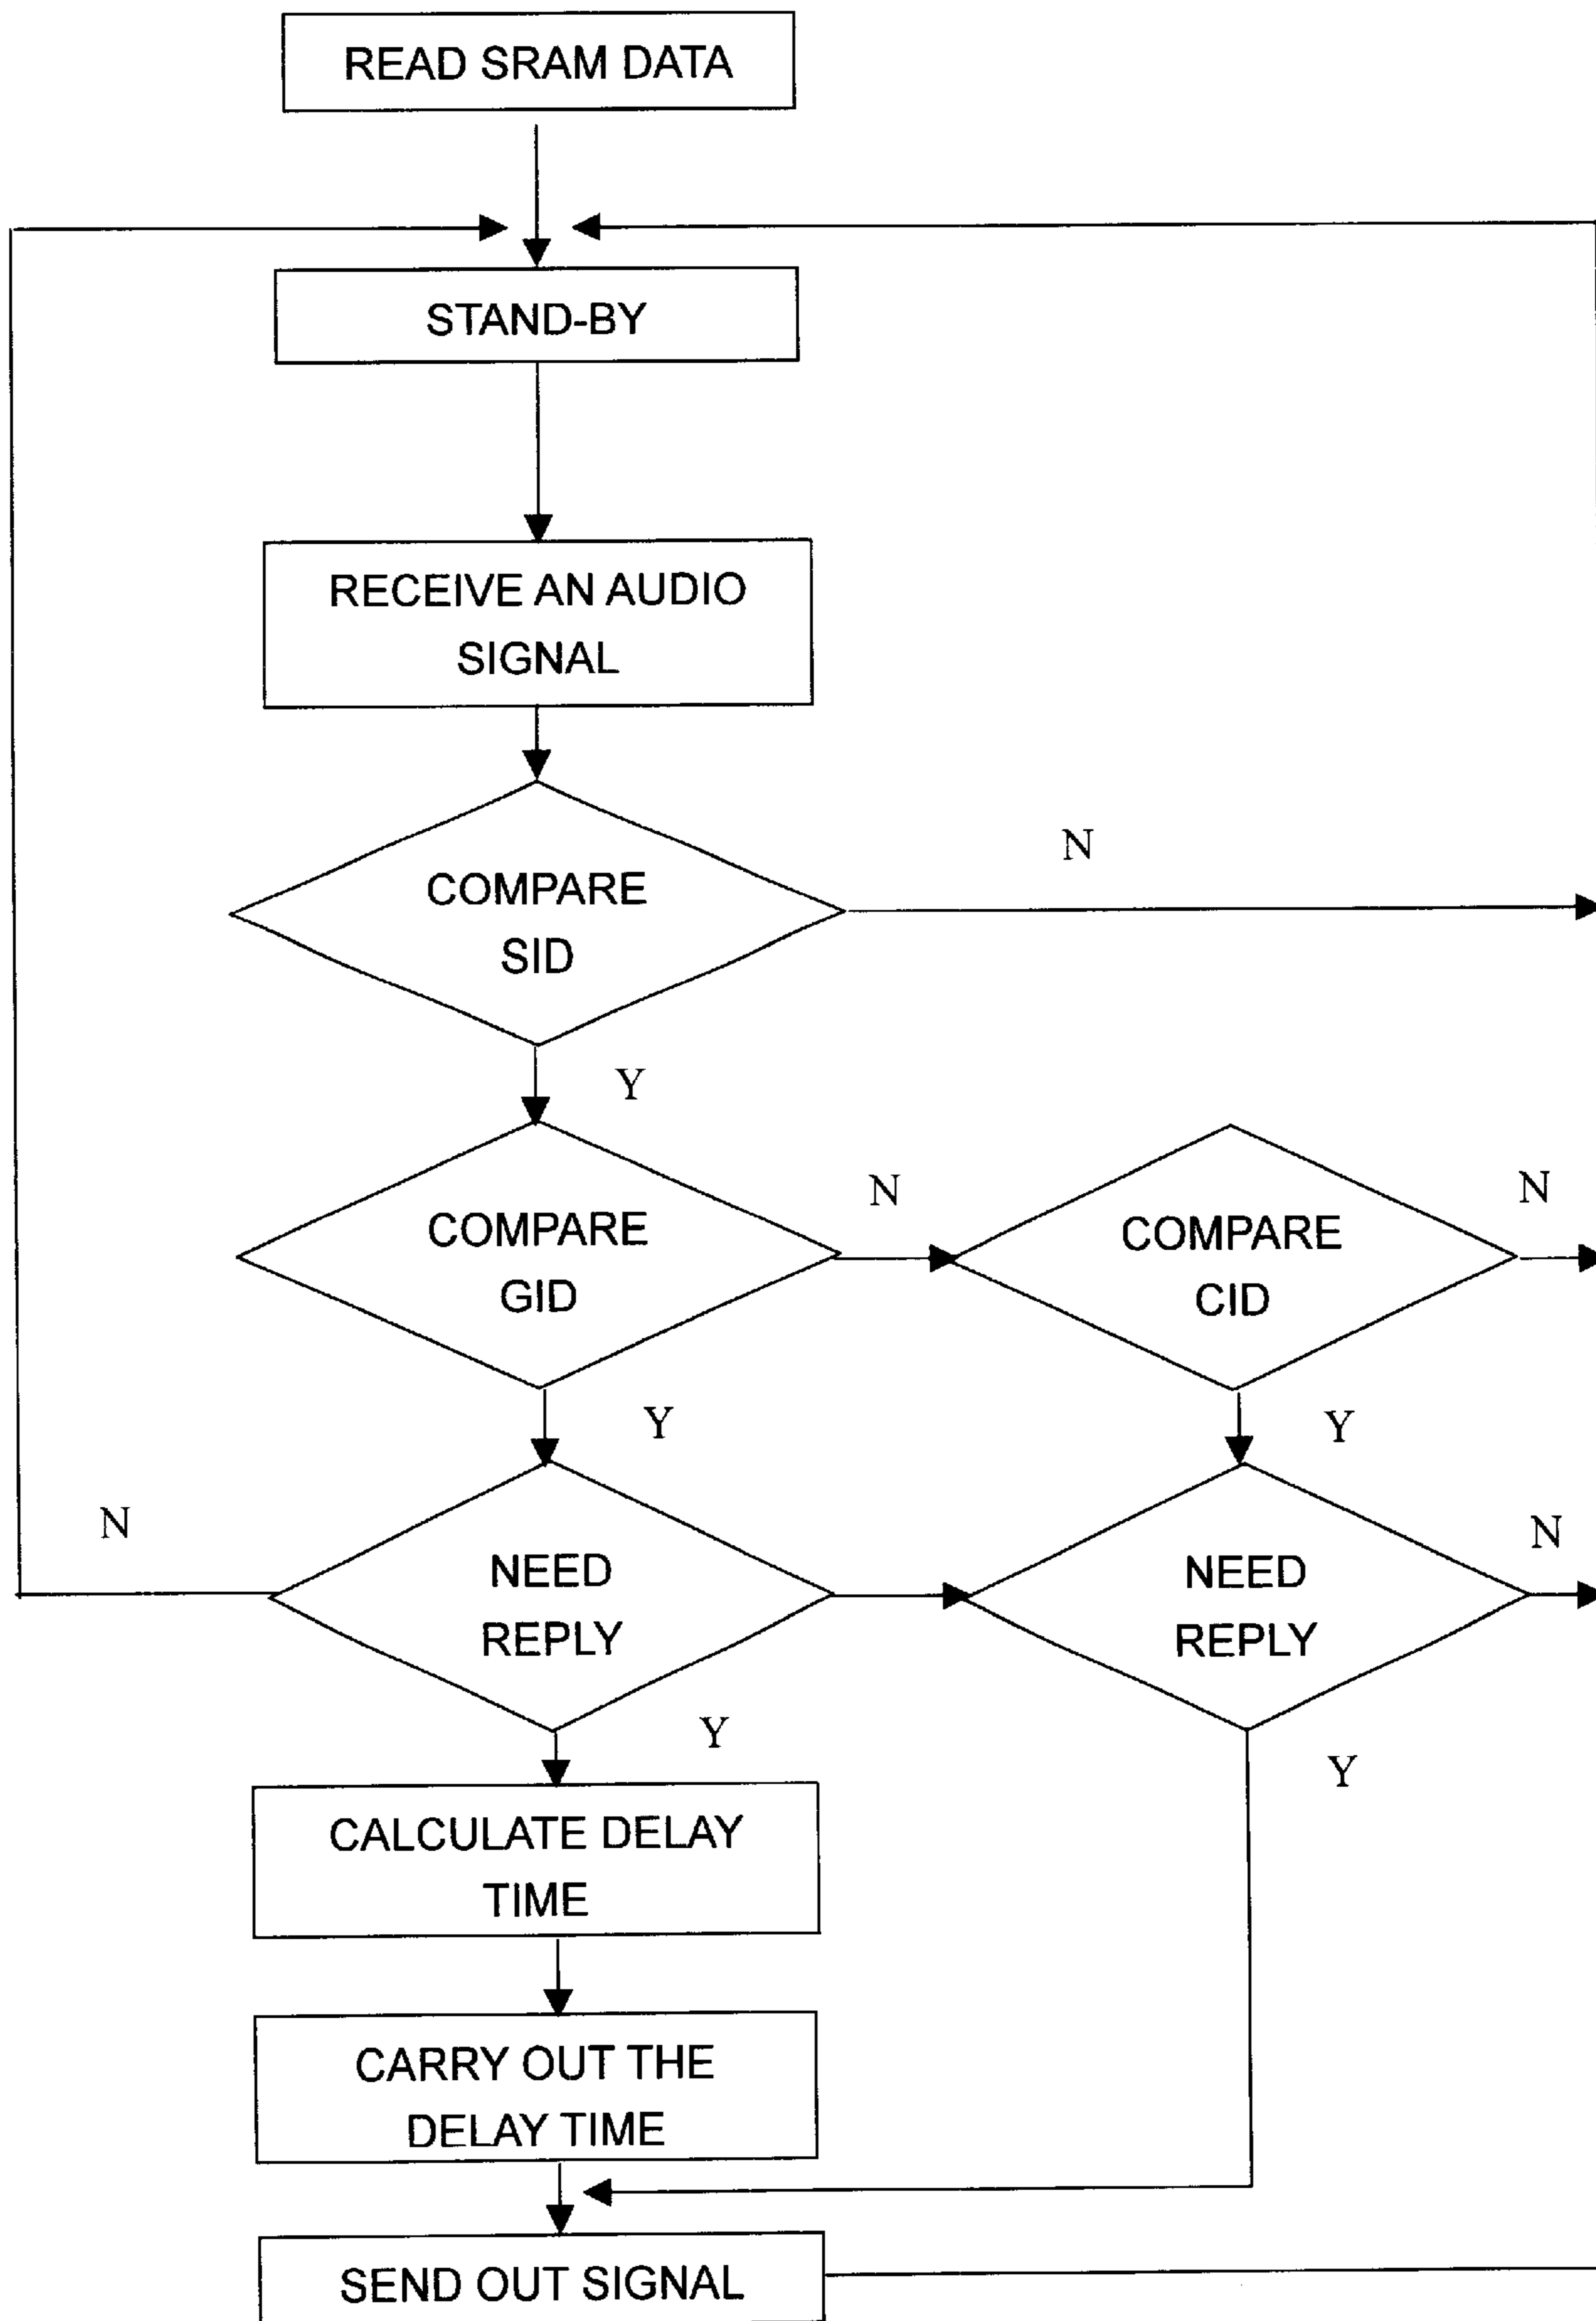 READ SRAM DATA
STAND-BY
RECEIVE AN AUDIO
SIGNAL
N
COMPARE
SID
Y
N
N
COMPARE
GID
COMPARE
CID
Y
Y
N
N
NEED
REPLY
NEED
REPLY
Y
Y
CALCULATE DELAY
TIME
CARRY OUT THE
DELAY TIME
SEND OUT SIGNAL